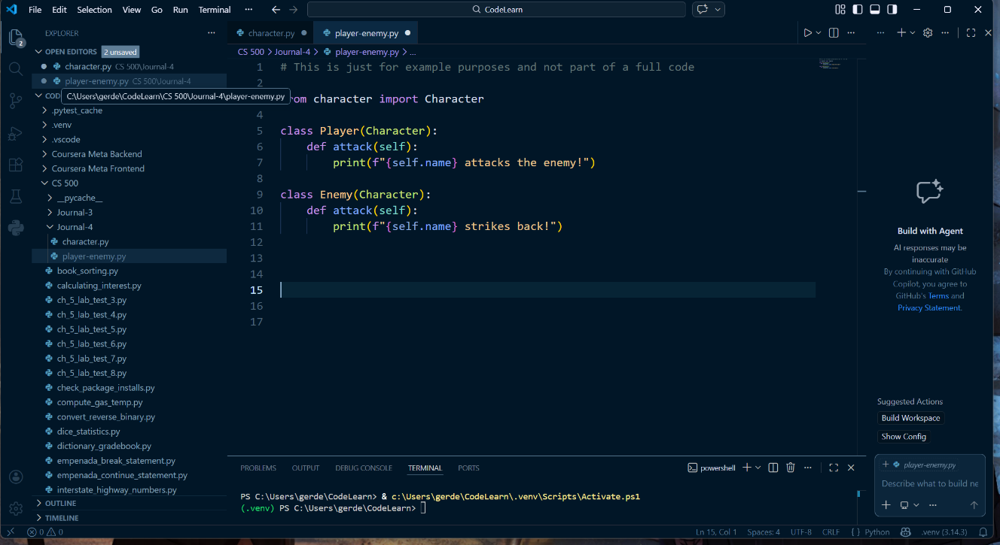 File Edit Selection View Go Run Terminal ··· CodeLearn
EXPLORER ···
OPEN EDITORS 2 unsaved
character.py CS 500\Journal-4
player-enemy.py CS 500\Journal-4
C:\Users\gerde\CodeLearn\CS 500\Journal-4\player-enemy.py
.pytest_cache
.venv
.vscode
Coursera Meta Backend
Coursera Meta Frontend
CS 500
__pycache__
Journal-3
Journal-4
character.py
player-enemy.py
book_sorting.py
calculating_interest.py
ch_5_lab_test_3.py
ch_5_lab_test_4.py
ch_5_lab_test_5.py
ch_5_lab_test_6.py
ch_5_lab_test_7.py
ch_5_lab_test_8.py
check_package_installs.py
compute_gas_temp.py
convert_reverse_binary.py
dice_statistics.py
dictionary_gradebook.py
empenada_break_statement.py
empenada_continue_statement.py
interstate_highway_numbers.py
OUTLINE
TIMELINE
2
character.py player-enemy.py
CS 500 > Journal-4 > player-enemy.py > ...
1 # This is just for example purposes and not part of a full code
2
character import Character
4
5 class Player(Character):
6 def attack(self):
7 print(f"{self.name} attacks the enemy!")
8
9 class Enemy(Character):
10 def attack(self):
11 print(f"{self.name} strikes back!")
12
13
14
15
16
17
PROBLEMS OUTPUT DEBUG CONSOLE TERMINAL PORTS powershell
PS C:\Users\gerde\CodeLearn> & c:\Users\gerde\CodeLearn\.venv\Scripts\Activate.ps1
(.venv) PS C:\Users\gerde\CodeLearn>
Build with Agent
AI responses may be
inaccurate
By continuing with GitHub
Copilot, you agree to
GitHub's Terms and
Privacy Statement.
Suggested Actions
Build Workspace
Show Config
player-enemy.py
Describe what to build ne
0 0 Ln 15, Col 1 Spaces: 4 UTF-8 CRLF { } Python .venv (3.14.3)